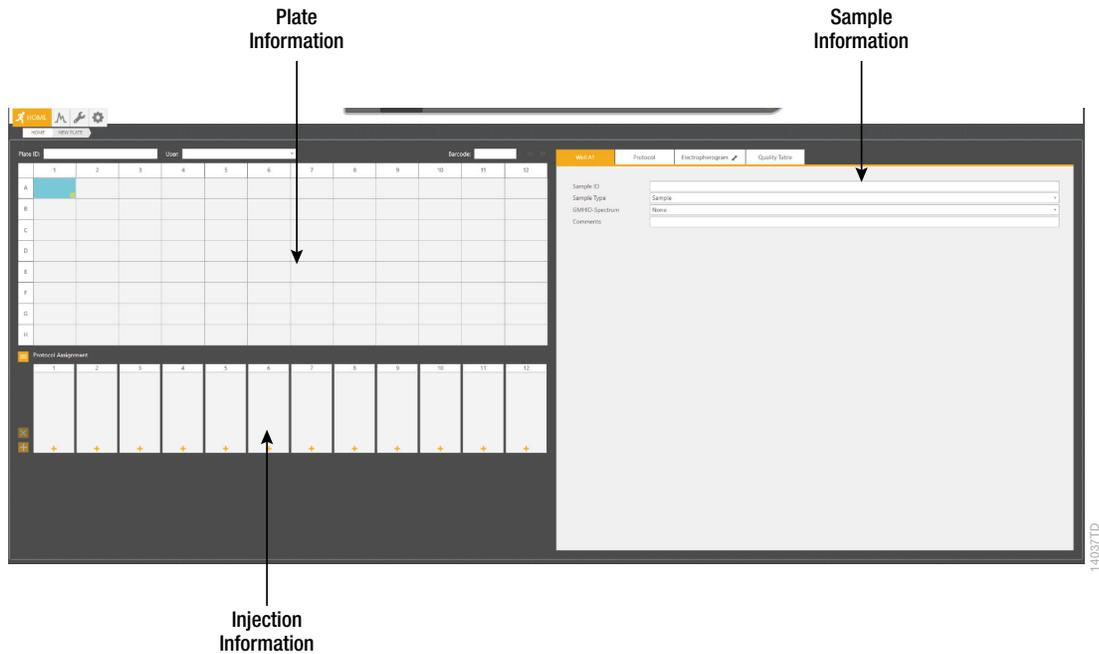 Plate
Information
Sample
Information
HOME
HOME NEW PLATE
Plate ID: User: Barcode:
Well A1 Protocol Electropherogram Quality Table
1 2 3 4 5 6 7 8 9 10 11 12
A
B
C
D
E
F
G
H
Sample ID
Sample Type Sample
GMHID-Spectrum None
Comments
Protocol Assignment
1 2 3 4 5 6 7 8 9 10 11 12
Injection
Information
14037TD